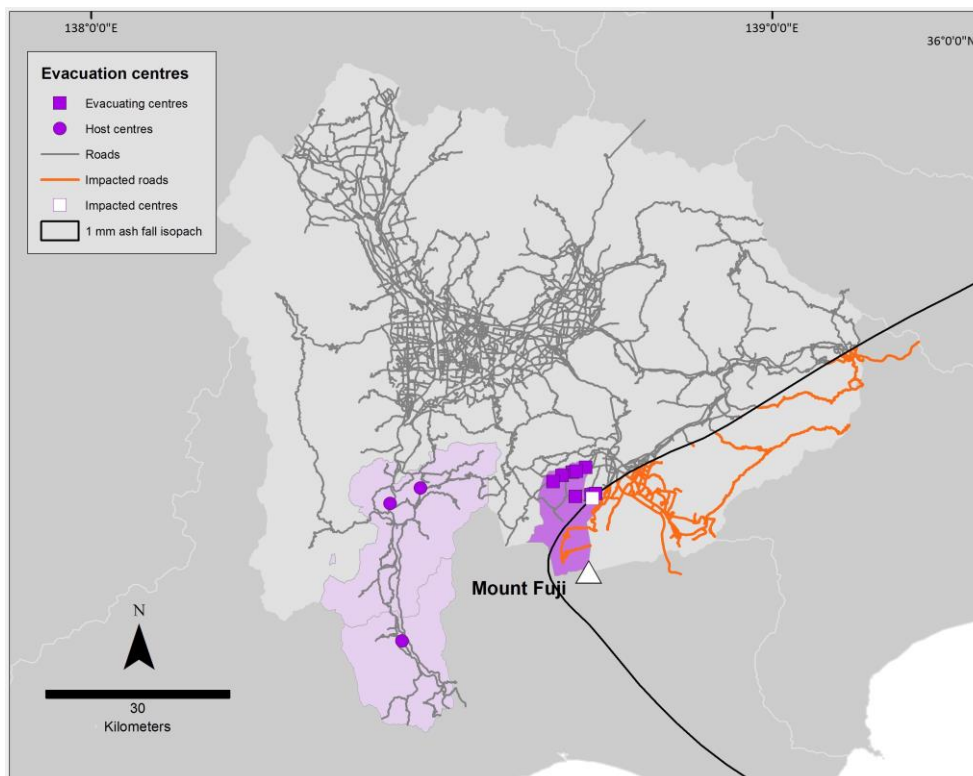 138°0'0"E
139°0'0"E
36°0'0"N
Evacuation centres
Evacuating centres
Host centres
Roads
Impacted roads
Impacted centres
1 mm ash fall isopach
Mount Fuji
N
30
Kilometers